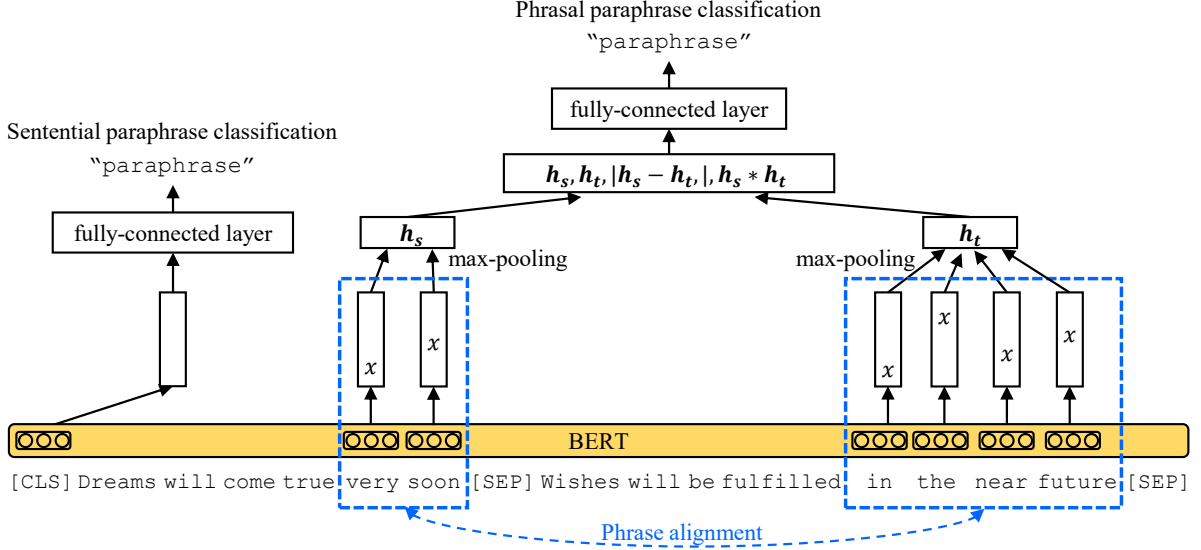 Phrasal paraphrase classification
“paraphrase”
fully-connected layer
Sentential paraphrase classification
“paraphrase”
h_s, h_t, |h_s − h_t, |, h_s * h_t
fully-connected layer
h_s
h_t
max-pooling
max-pooling
x
x
x
x
x
x
BERT
[CLS] Dreams will come true very soon [SEP] Wishes will be fulfilled in the near future [SEP]
Phrase alignment